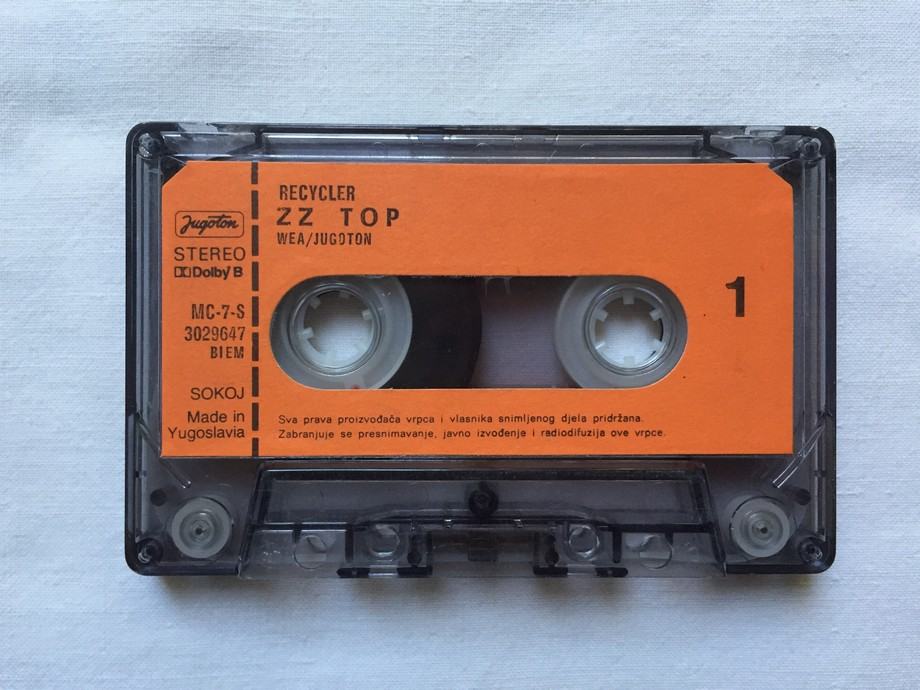 Jugoton
STEREO
Dolby B
MC-7-S
3029647
BIEM
SOKOJ
Made in
Yugoslavia
RECYCLER
ZZ TOP
WEA/JUGOTON
1
Sva prava proizvođača vrpca i vlasnika snimljenog djela pridržana.
Zabranjuje se presnimavanje, javno izvođenje i radiodifuzija ove vrpce.